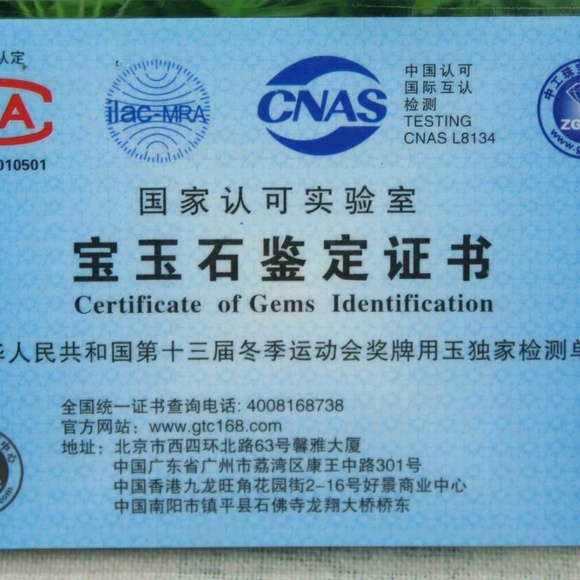 认定
A
010501
ilac-MRA
CNAS
中国认可
国际互认
检测
TESTING
CNAS L8134
国家认可实验室
宝玉石鉴定证书
Certificate of Gems Identification
人民共和国第十三届冬季运动会奖牌用玉独家检测单
全国统一证书查询电话: 4008168738
官方网站: www.gtc168.com
地址: 北京市西四环北路63号馨雅大厦
中国广东省广州市荔湾区康王中路301号
中国香港九龙旺角花园街2-16号好景商业中心
中国南阳市镇平县石佛寺龙翔大桥桥东